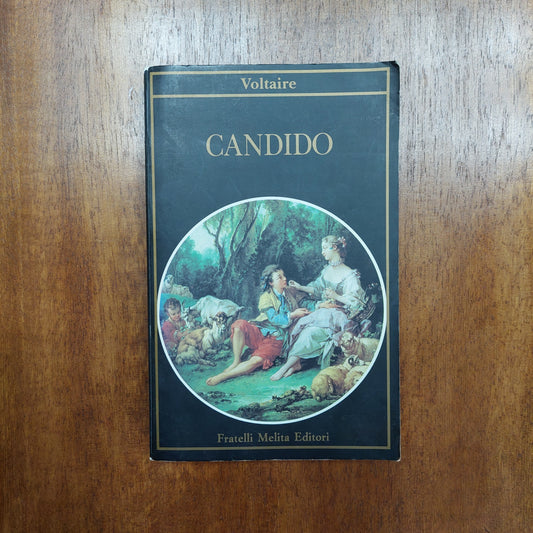 Voltaire
CANDIDO
Fratelli Melita Editori